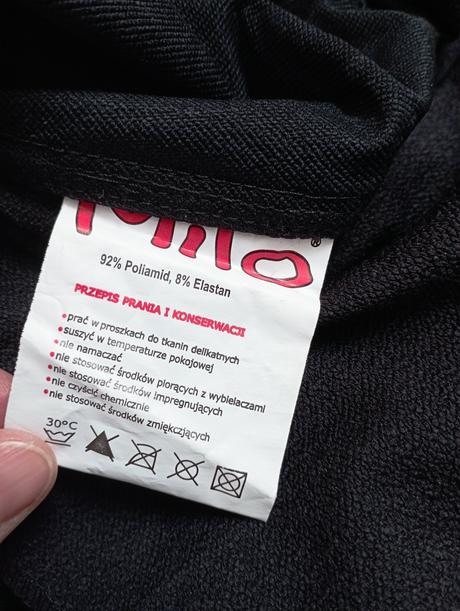 ®
92% Poliamid, 8% Elastan
PRZEPIS PRANIA I KONSERWACJI
•prać w proszkach do tkanin delikatnych
•suszyć w temperaturze pokojowej
•nie namaczać
•nie stosować środków piorących z wybielaczami
•nie stosować środków impregnujących
•nie czyścić chemicznie
•nie stosować środków zmiękczjących
30°C